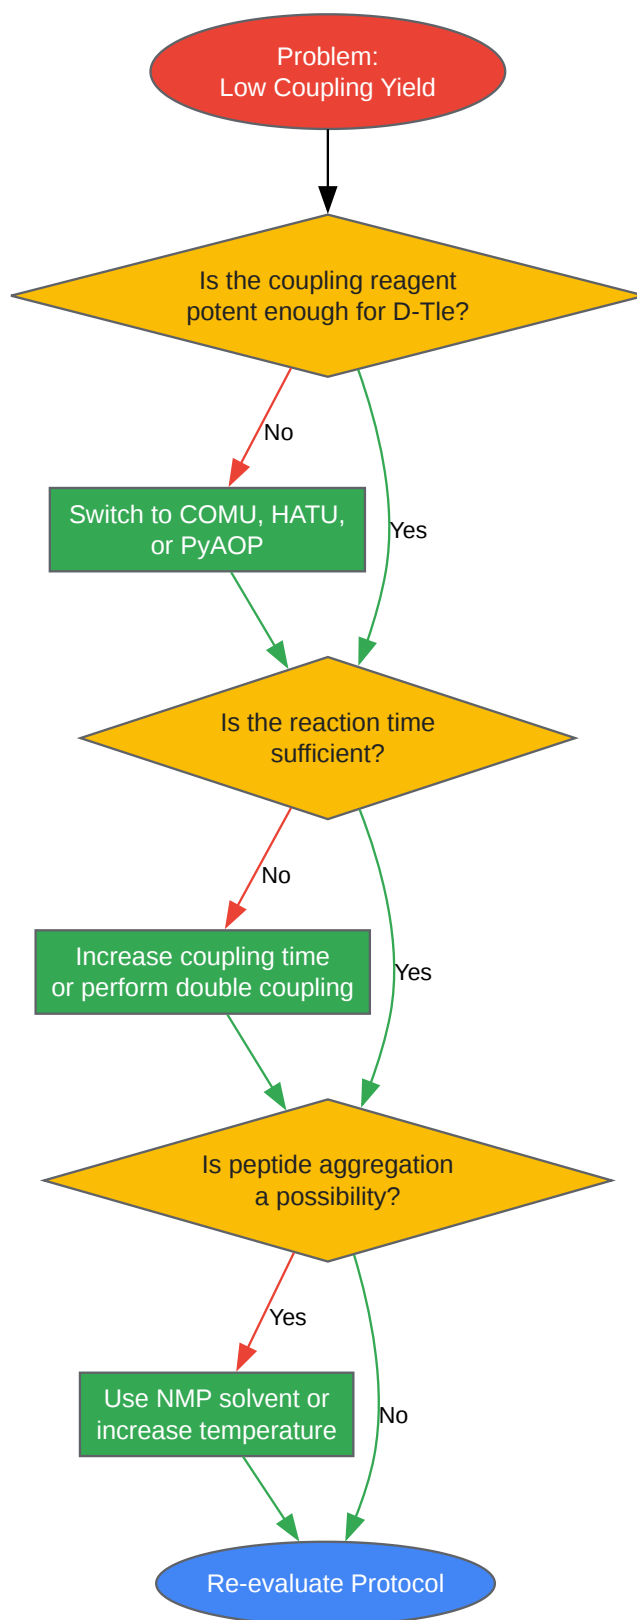 Problem:
Low Coupling Yield
Is the coupling reagent
potent enough for D-Tle?
No
Switch to COMU, HATU,
or PyAOP
Yes
Is the reaction time
sufficient?
No
Increase coupling time
or perform double coupling
Yes
Is peptide aggregation
a possibility?
Yes
Use NMP solvent or
increase temperature
No
Re-evaluate Protocol